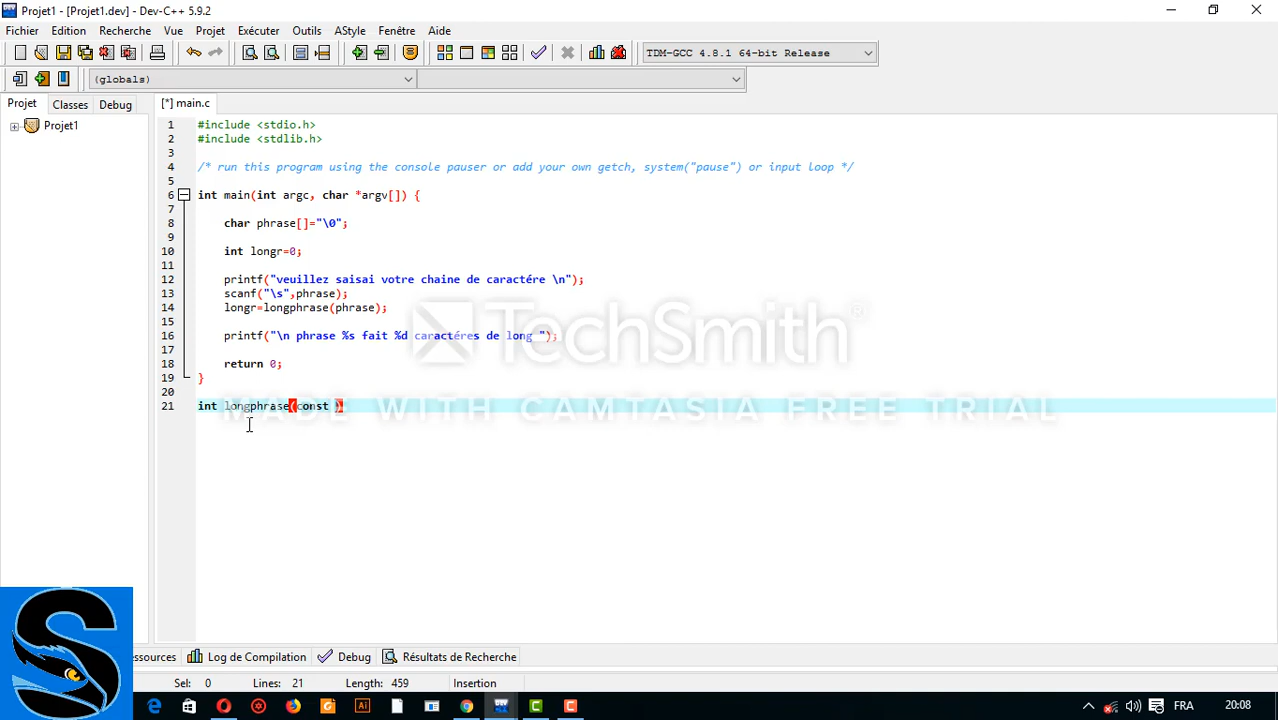 Projet1 - [Projet1.dev] - Dev-C++ 5.9.2
Fichier Edition Recherche Vue Projet Exécuter Outils AStyle Fenêtre Aide
TDM-GCC 4.8.1 64-bit Release
(globals)
Projet Classes Debug
[*] main.c
Projet1
1 #include <stdio.h>
2 #include <stdlib.h>
3
4 /* run this program using the console pauser or add your own getch, system("pause") or input loop */
5
6 int main(int argc, char *argv[]) {
7
8 char phrase[]="\0";
9
10 int longr=0;
11
12 printf("veuillez saisai votre chaine de caractére \n");
13 scanf("\s",phrase);
14 longr=longphrase(phrase);
15
16 printf("\n phrase %s fait %d caractéres de long ");
17
18 return 0;
19 }
20
21 int longphrase(const )
TechSmith®
MADE WITH CAMTASIA FREE TRIAL
essources Log de Compilation Debug Résultats de Recherche
Sel: 0 Lines: 21 Length: 459 Insertion
FRA 20:08